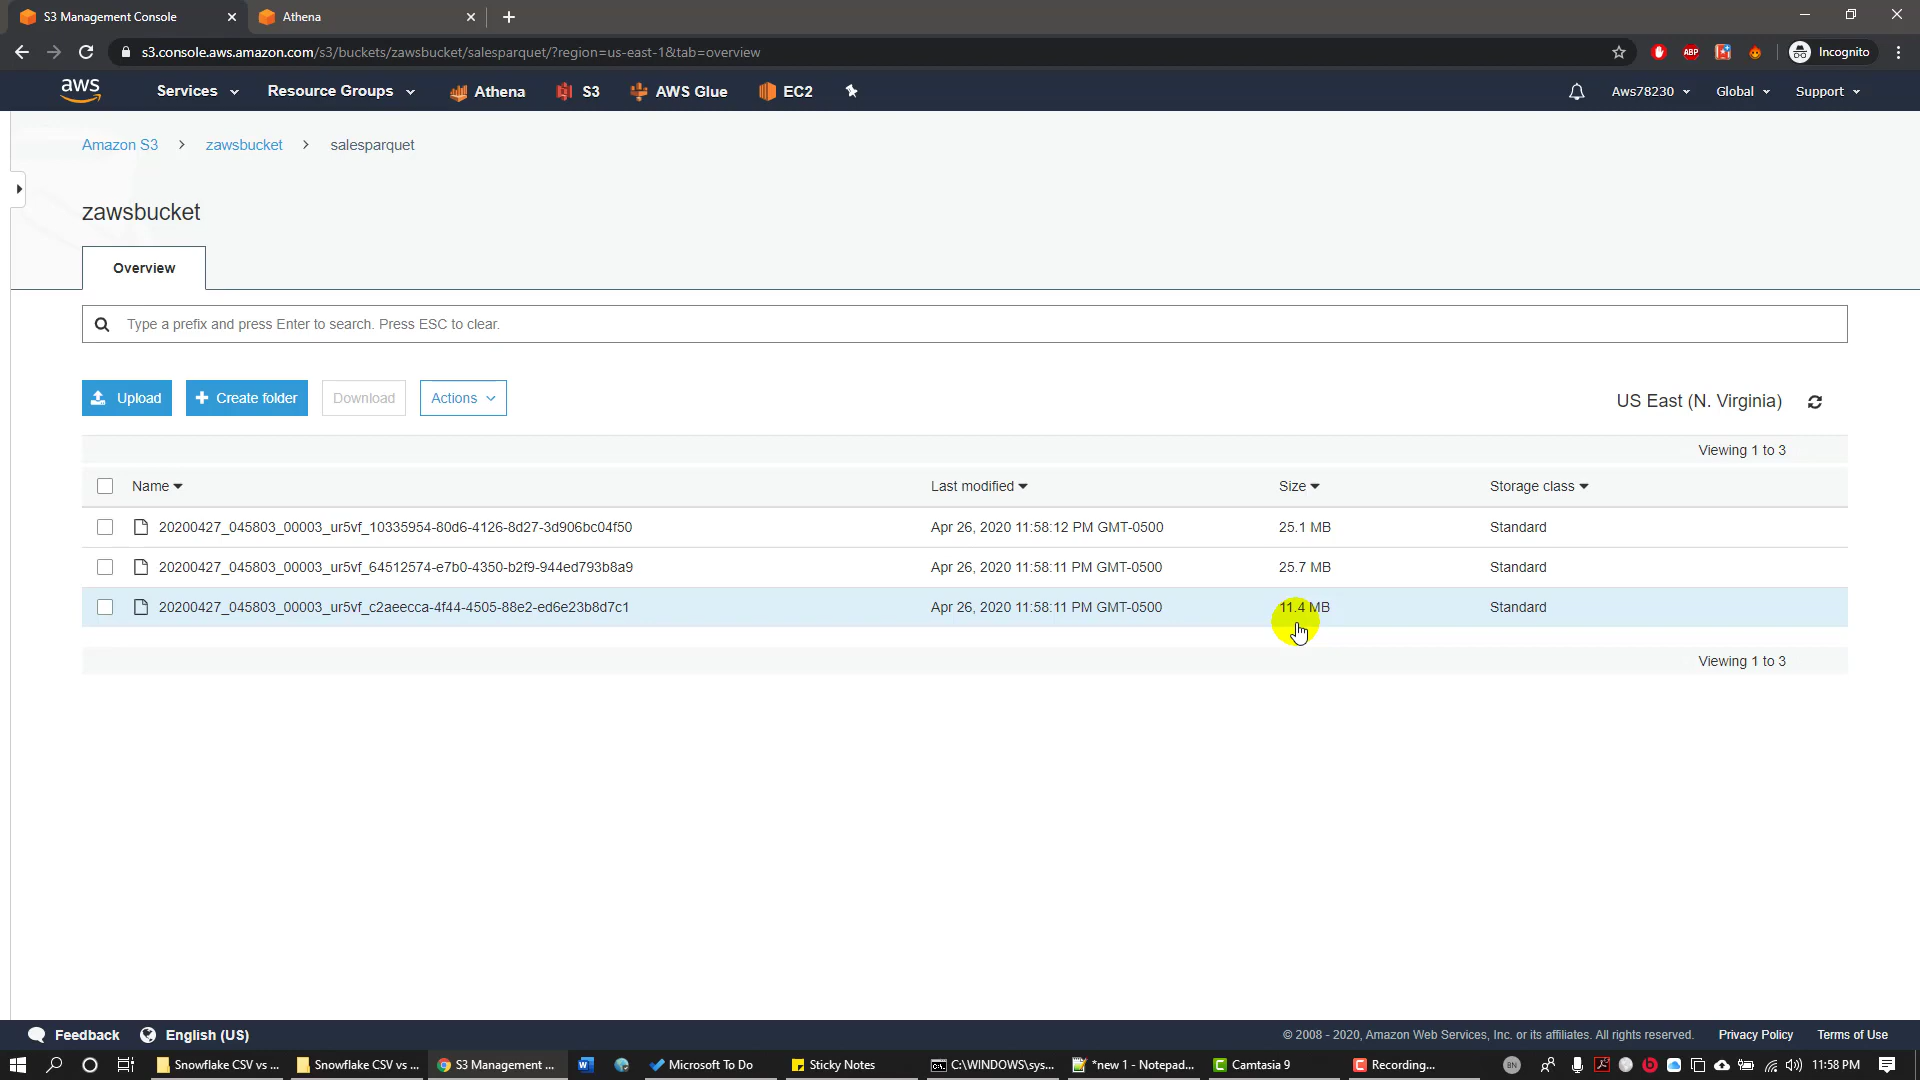 S3 Management Console
Athena
s3.console.aws.amazon.com/s3/buckets/zawsbucket/salesparquet/?region=us-east-1&tab=overview
ABP
Incognito
aws
Services
Resource Groups
Athena
S3
AWS Glue
EC2
Aws78230
Global
Support
Amazon S3 > zawsbucket > salesparquet
zawsbucket
Overview
Type a prefix and press Enter to search. Press ESC to clear.
Upload
Create folder
Download
Actions
US East (N. Virginia)
Viewing 1 to 3
Name Last modified Size Storage class
20200427_045803_00003_ur5vf_10335954-80d6-4126-8d27-3d906bc04f50 Apr 26, 2020 11:58:12 PM GMT-0500 25.1 MB Standard
20200427_045803_00003_ur5vf_64512574-e7b0-4350-b2f9-944ed793b8a9 Apr 26, 2020 11:58:11 PM GMT-0500 25.7 MB Standard
20200427_045803_00003_ur5vf_c2aeecca-4f44-4505-88e2-ed6e23b8d7c1 Apr 26, 2020 11:58:11 PM GMT-0500 11.4 MB Standard
Viewing 1 to 3
Feedback
English (US)
© 2008 - 2020, Amazon Web Services, Inc. or its affiliates. All rights reserved.
Privacy Policy
Terms of Use
Snowflake CSV vs ...
Snowflake CSV vs ...
S3 Management ...
Microsoft To Do
Sticky Notes
C:\WINDOWS\sys...
*new 1 - Notepad...
Camtasia 9
Recording...
BN
11:58 PM